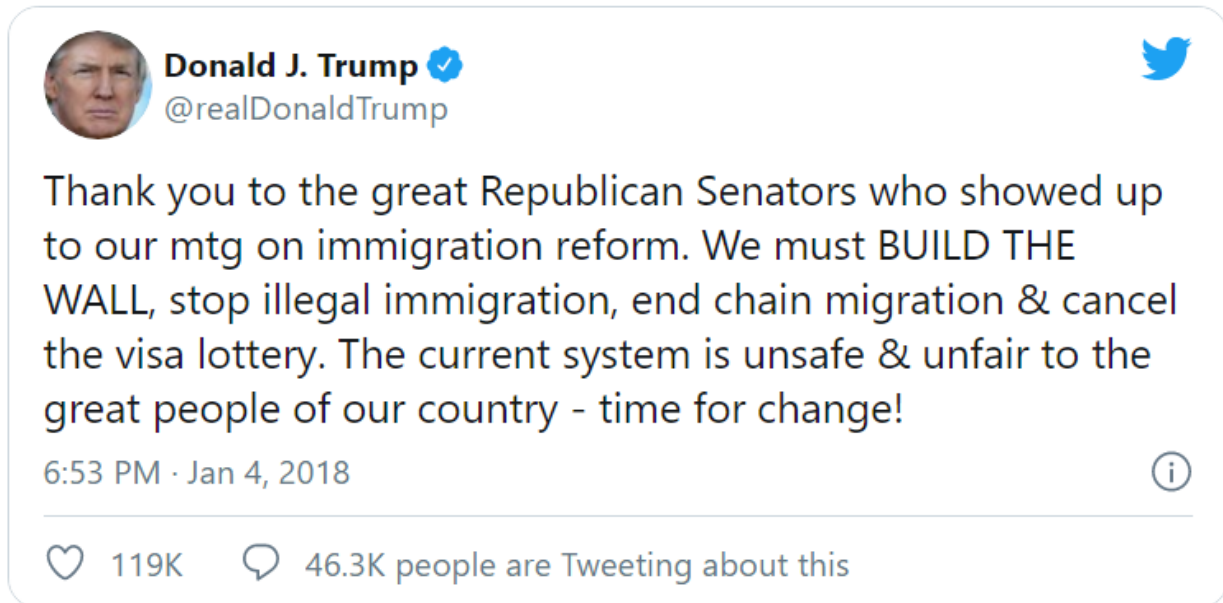 Donald J. Trump
@realDonaldTrump
Thank you to the great Republican Senators who showed up
to our mtg on immigration reform. We must BUILD THE
WALL, stop illegal immigration, end chain migration & cancel
the visa lottery. The current system is unsafe & unfair to the
great people of our country - time for change!
6:53 PM · Jan 4, 2018
119K 46.3K people are Tweeting about this